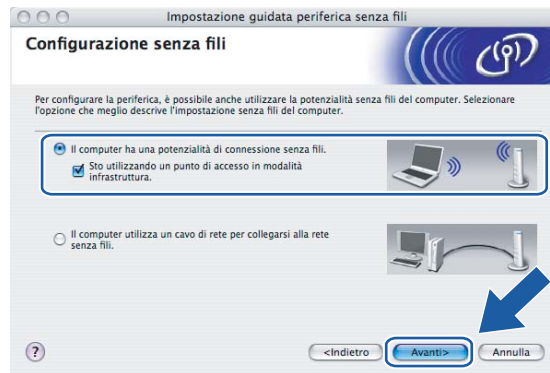 Impostazione guidata periferica senza fili
Configurazione senza fili
Per configurare la periferica, è possibile anche utilizzare la potenzialità senza fili del computer. Selezionare
l'opzione che meglio descrive l'impostazione senza fili del computer.
Il computer ha una potenzialità di connessione senza fili.
Sto utilizzando un punto di accesso in modalità
infrastruttura.
Il computer utilizza un cavo di rete per collegarsi alla rete
senza fili.
?
<Indietro
Avanti>
Annulla